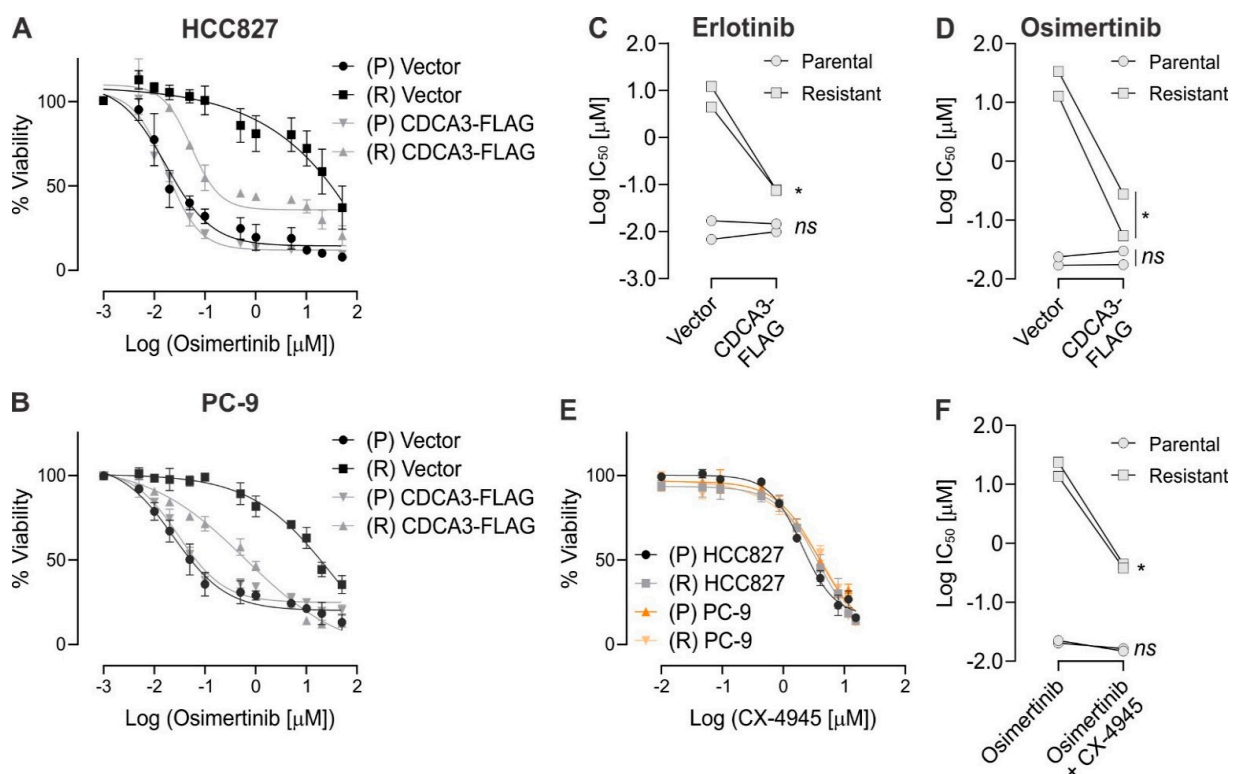 A
HCC827
% Viability
100
50
0
-3
-2
-1
0
1
2
Log (Osimertinib [μM])
(P) Vector
(R) Vector
(P) CDCA3-FLAG
(R) CDCA3-FLAG
B
PC-9
% Viability
100
50
0
-3
-2
-1
0
1
2
Log (Osimertinib [μM])
(P) Vector
(R) Vector
(P) CDCA3-FLAG
(R) CDCA3-FLAG
C
Erlotinib
Log IC50 [μM]
2.0
1.0
0
-1.0
-2.0
-3.0
Parental
Resistant
*
ns
Vector
CDCA3-
FLAG
D
Osimertinib
Log IC50 [μM]
2.0
1.0
0
-1.0
-2.0
Parental
Resistant
*
ns
Vector
CDCA3-
FLAG
E
% Viability
100
50
0
(P) HCC827
(R) HCC827
(P) PC-9
(R) PC-9
-2
-1
0
1
2
Log (CX-4945 [μM])
F
Log IC50 [μM]
2.0
1.0
0
-1.0
-2.0
Parental
Resistant
*
ns
Osimertinib
Osimertinib
+ CX-4945